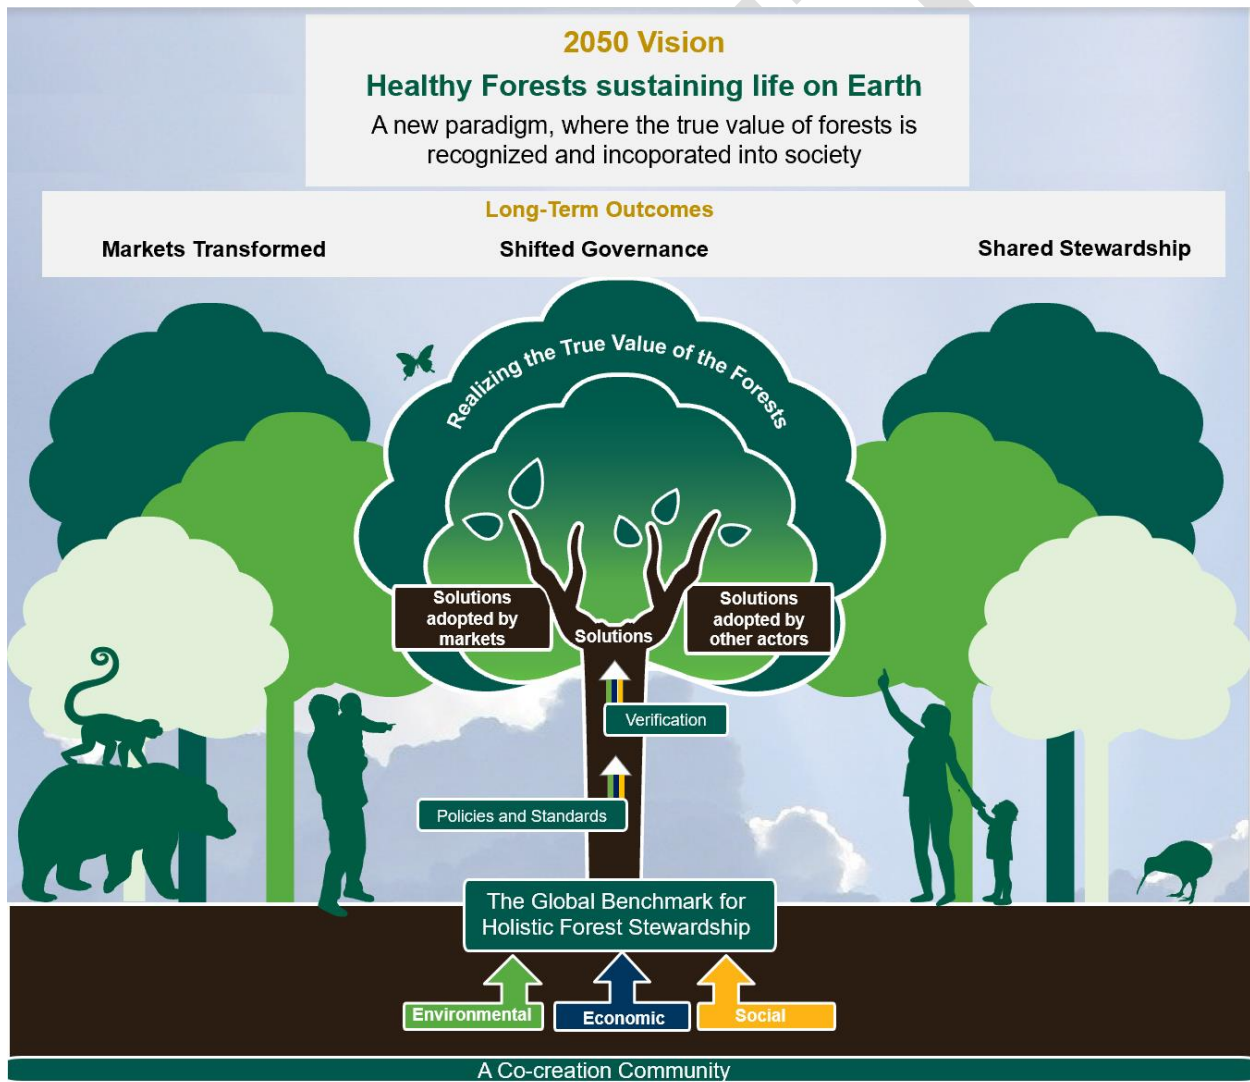 2050 Vision
Healthy Forests sustaining life on Earth
A new paradigm, where the true value of forests is
recognized and incoporated into society
Long-Term Outcomes
Markets Transformed
Shifted Governance
Shared Stewardship
Realizing the True Value of the Forests
Solutions
adopted by
markets
Solutions
Solutions
adopted by
other actors
Verification
Policies and Standards
The Global Benchmark for
Holistic Forest Stewardship
Environmental
Economic
Social
A Co-creation Community